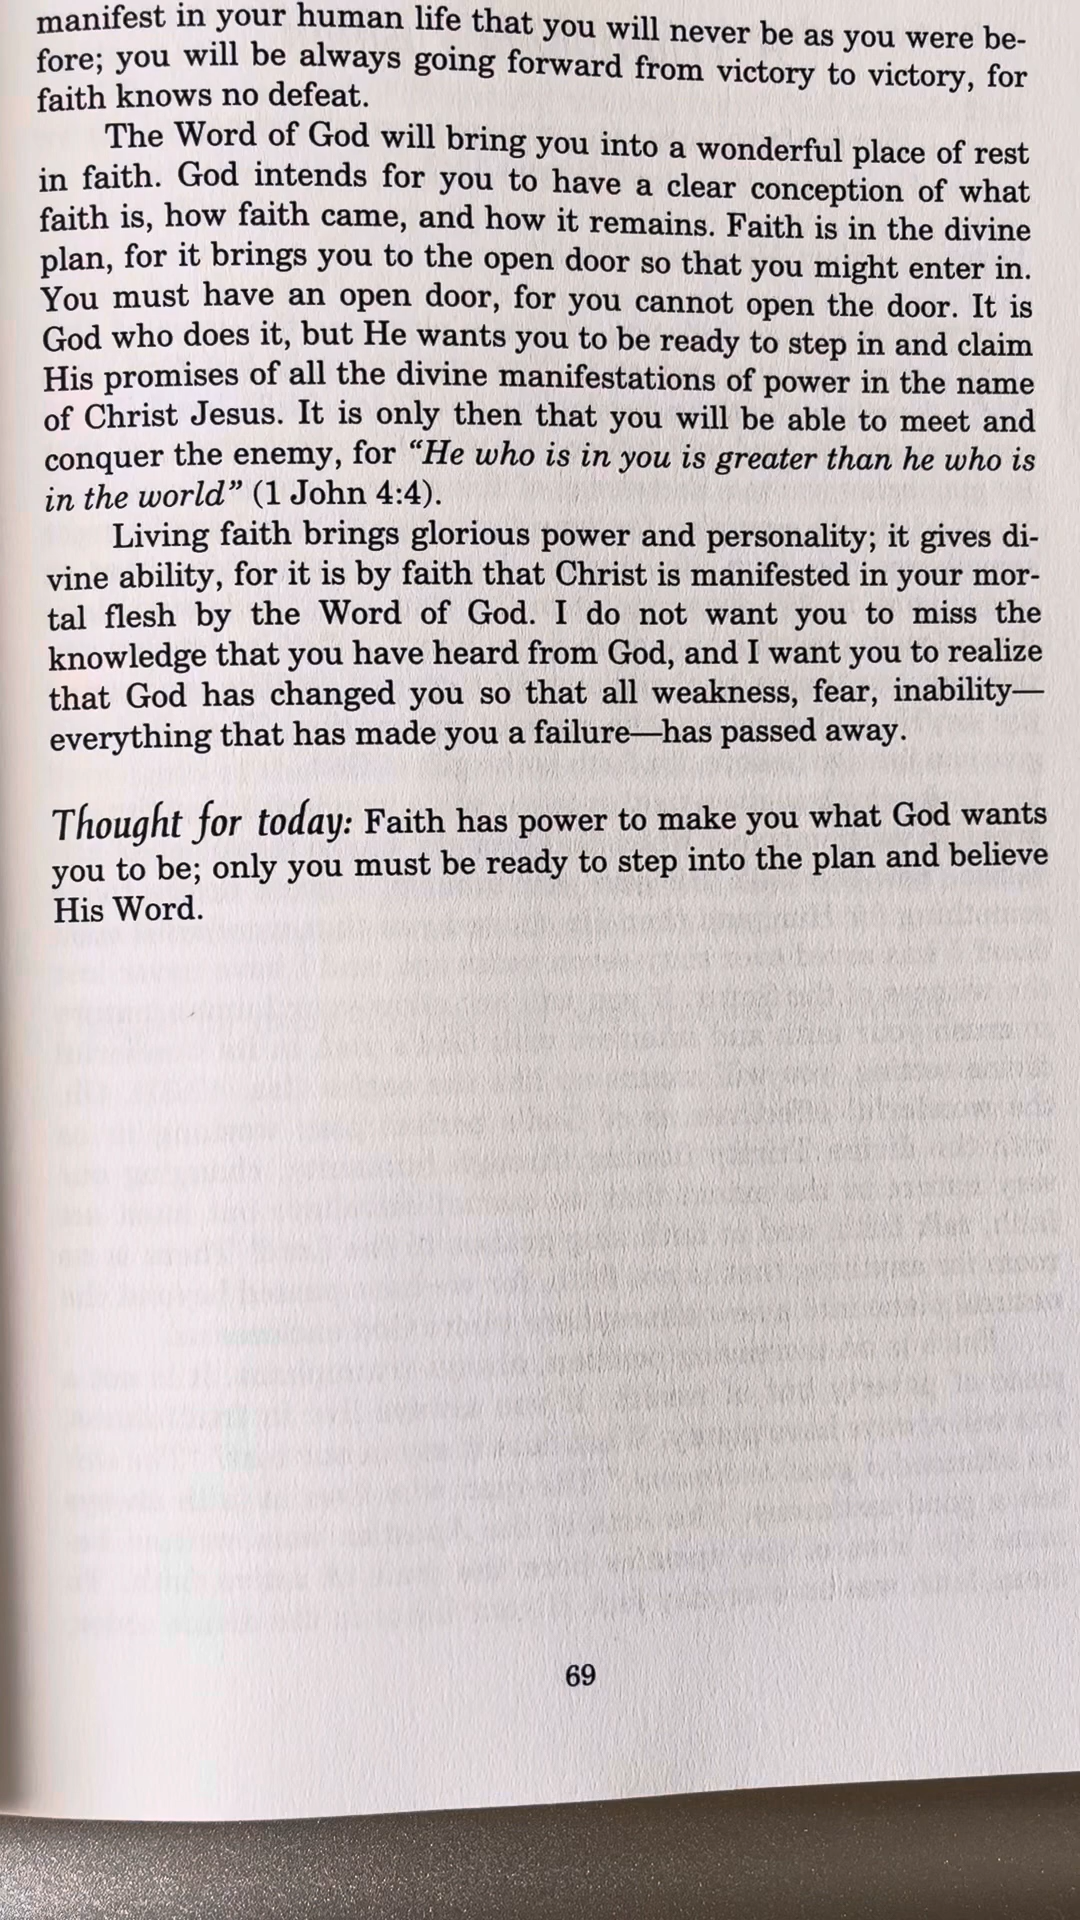 manifest in your human life that you will never be as you were be-
fore; you will be always going forward from victory to victory, for
faith knows no defeat.
The Word of God will bring you into a wonderful place of rest
in faith. God intends for you to have a clear conception of what
faith is, how faith came, and how it remains. Faith is in the divine
plan, for it brings you to the open door so that you might enter in.
You must have an open door, for you cannot open the door. It is
God who does it, but He wants you to be ready to step in and claim
His promises of all the divine manifestations of power in the name
of Christ Jesus. It is only then that you will be able to meet and
conquer the enemy, for “He who is in you is greater than he who is
in the world” (1 John 4:4).
Living faith brings glorious power and personality; it gives di-
vine ability, for it is by faith that Christ is manifested in your mor-
tal flesh by the Word of God. I do not want you to miss the
knowledge that you have heard from God, and I want you to realize
that God has changed you so that all weakness, fear, inability—
everything that has made you a failure—has passed away.
Thought for today: Faith has power to make you what God wants
you to be; only you must be ready to step into the plan and believe
His Word.
69